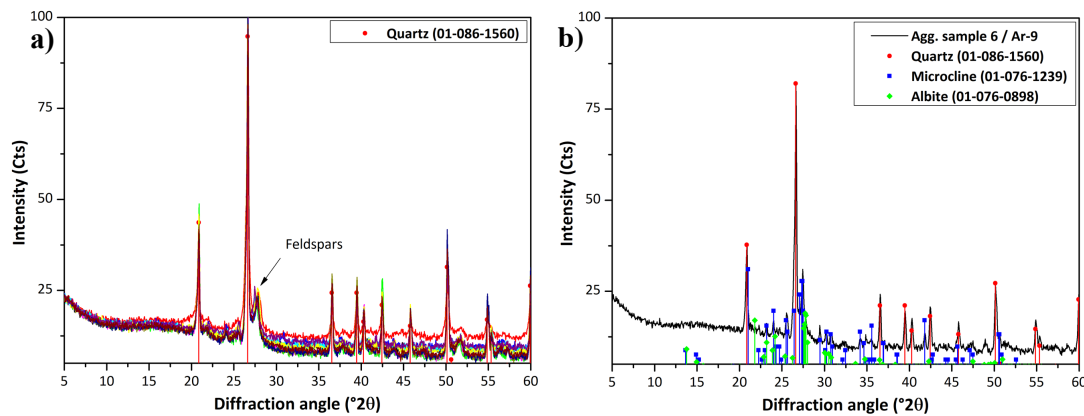 a)
Quartz (01-086-1560)
Feldspars
Intensity (Cts)
100
75
50
25
5 10 15 20 25 30 35 40 45 50 55 60
Diffraction angle (°2θ)
b)
Agg. sample 6 / Ar-9
Quartz (01-086-1560)
Microcline (01-076-1239)
Albite (01-076-0898)
Intensity (Cts)
100
75
50
25
5 10 15 20 25 30 35 40 45 50 55 60
Diffraction angle (°2θ)